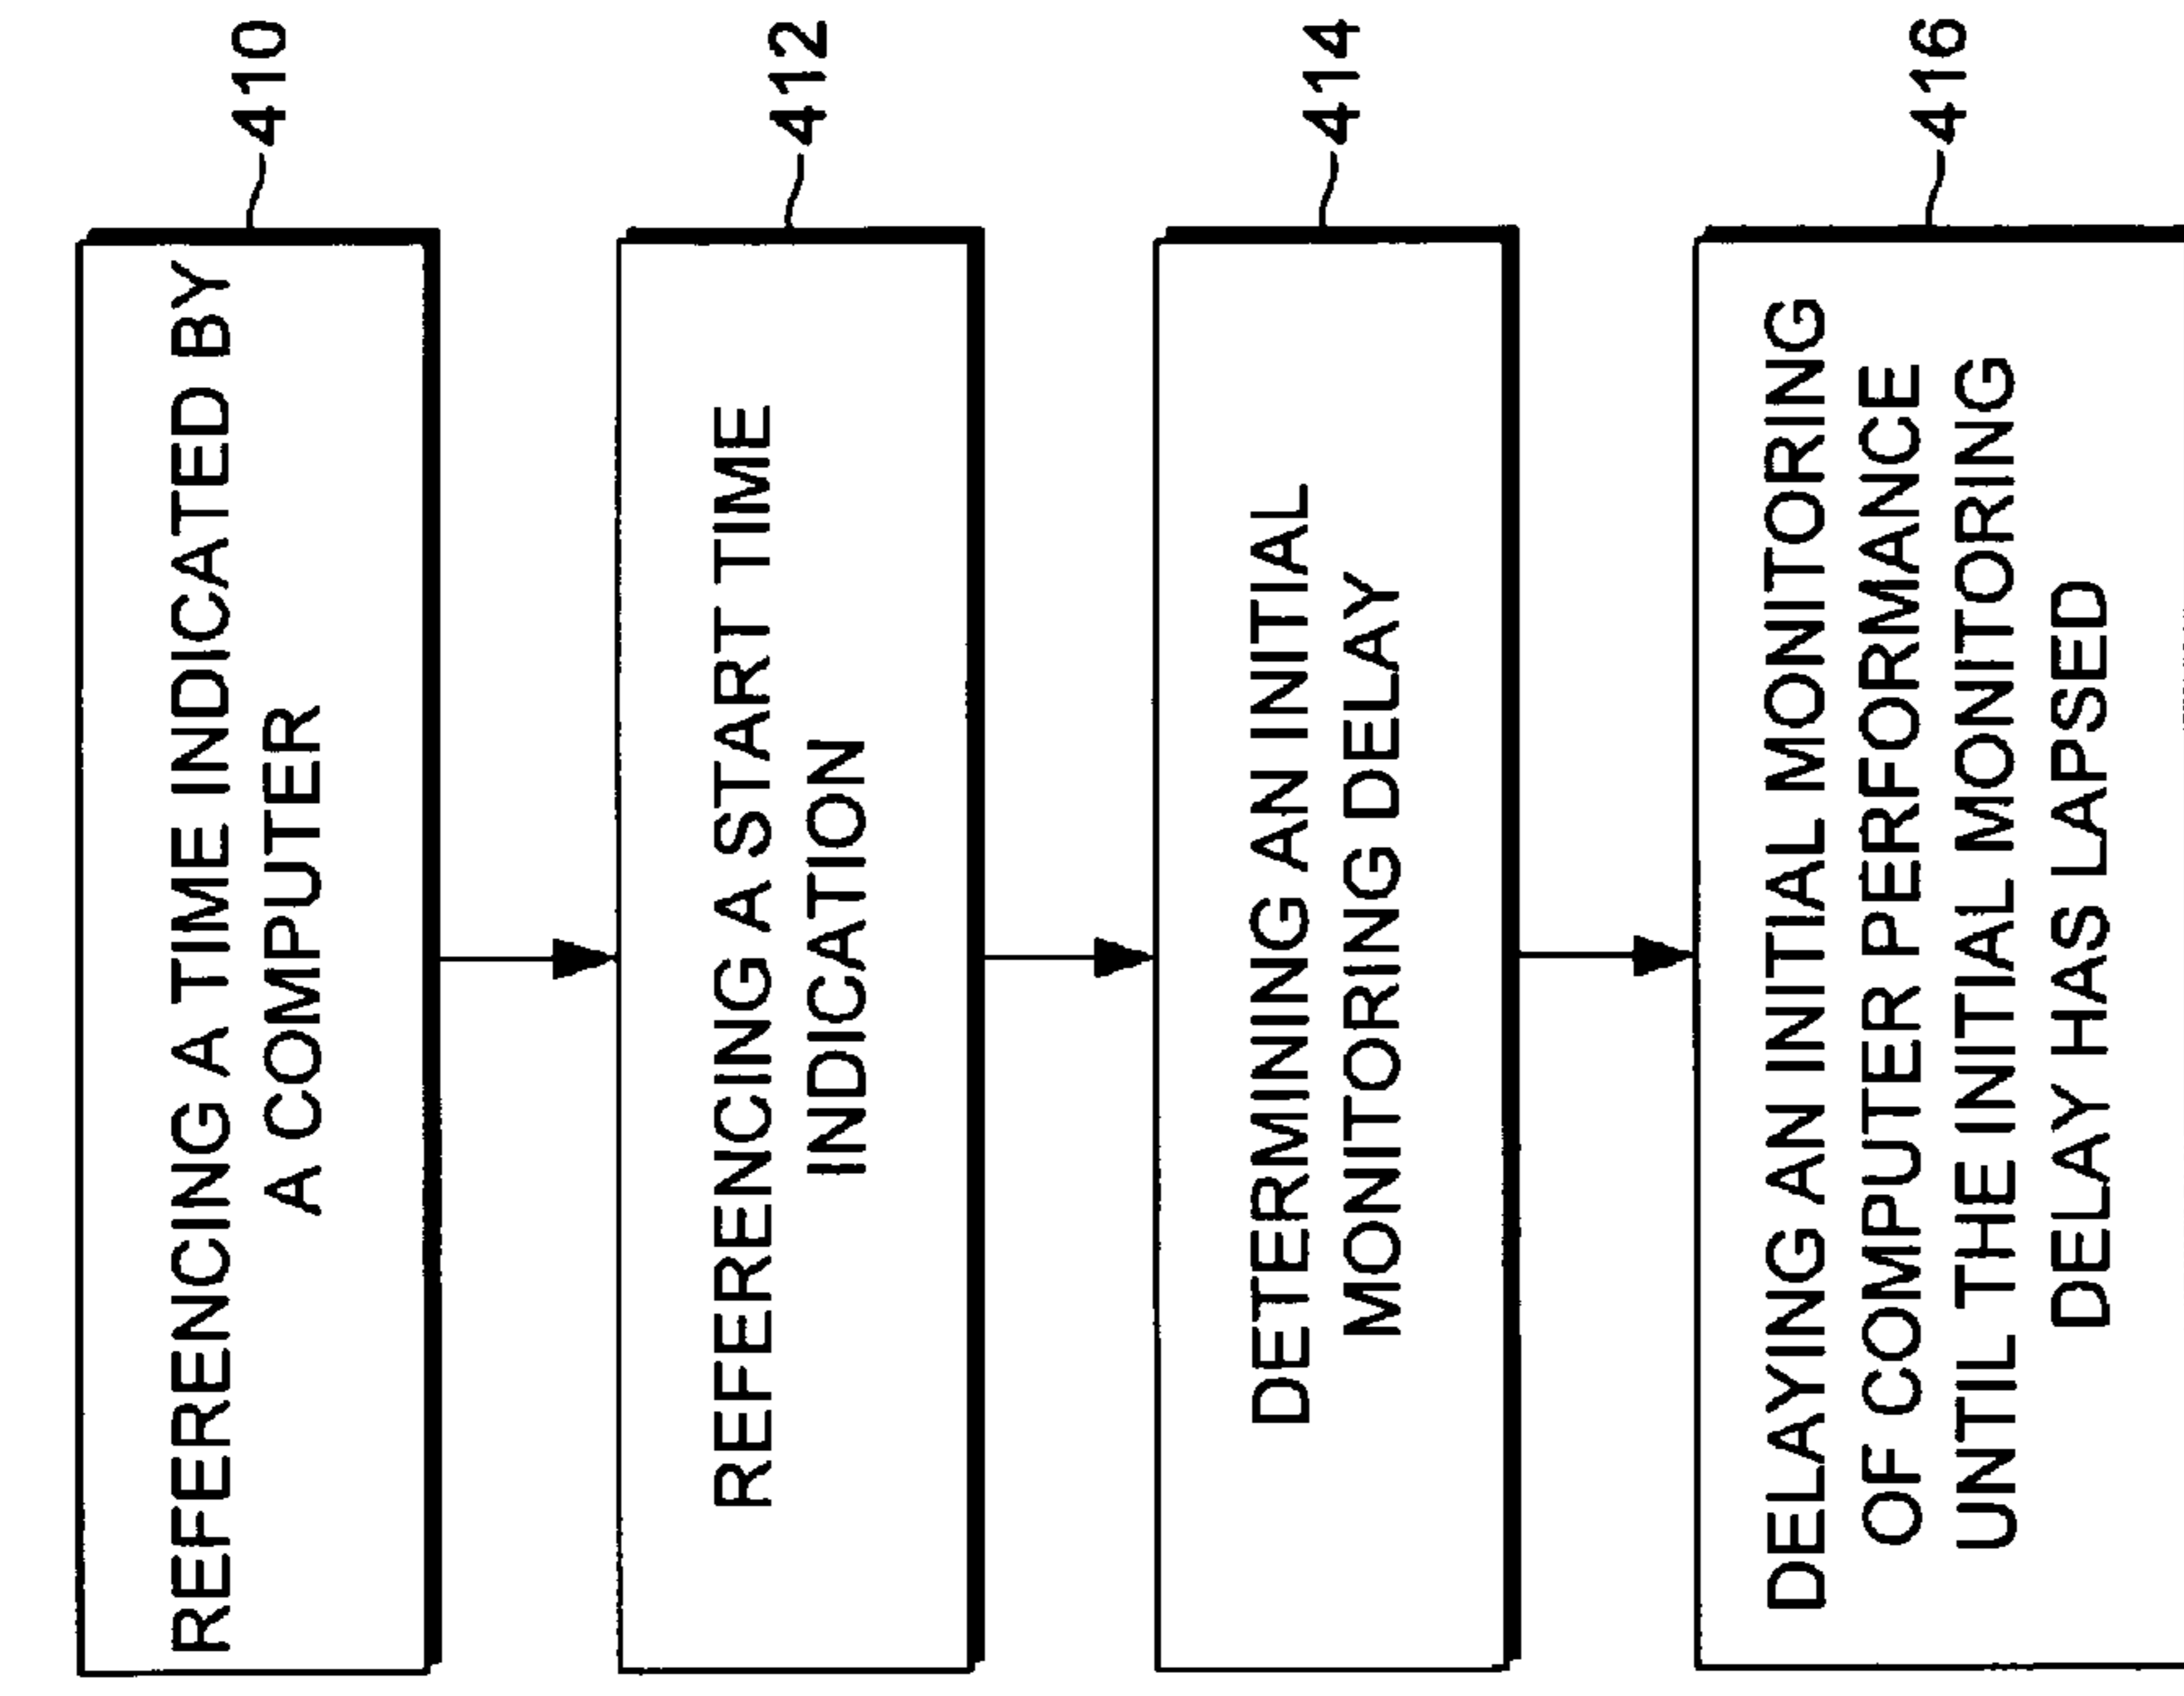 REFERENCING A TIME INDICATED BY
A COMPUTER
410
REFERENCING A START TIME
INDICATION
412
DETERMINING AN INITIAL
MONITORING DELAY
414
DELAYING AN INITIAL MONITORING
OF COMPUTER PERFORMANCE
UNTIL THE INITIAL MONITORING
DELAY HAS LAPSED
416